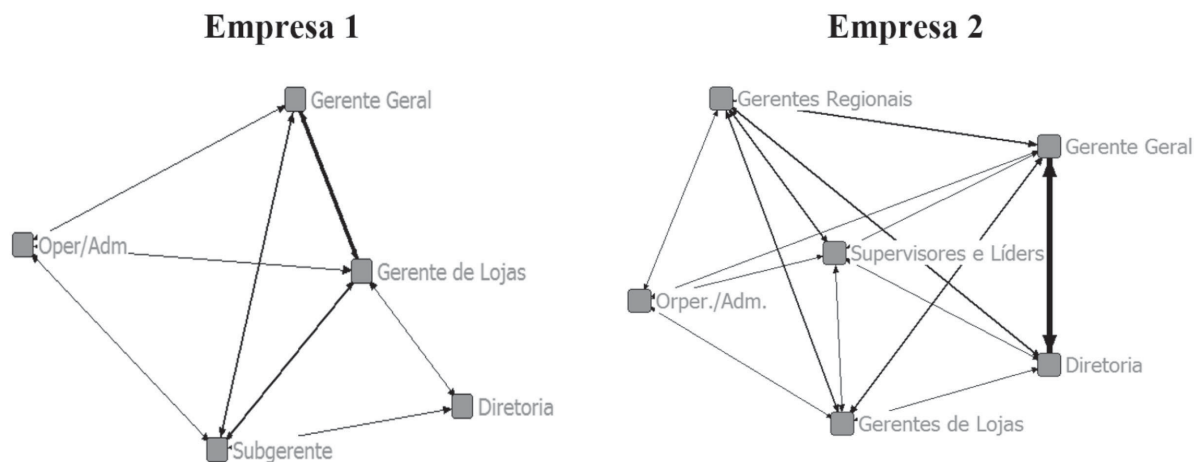 Empresa 1
Gerente Geral
Oper/Adm.
Gerente de Lojas
Diretoria
Subgerente
Empresa 2
Gerentes Regionais
Gerente Geral
Supervisores e Líders
Orper./Adm.
Diretoria
Gerentes de Lojas